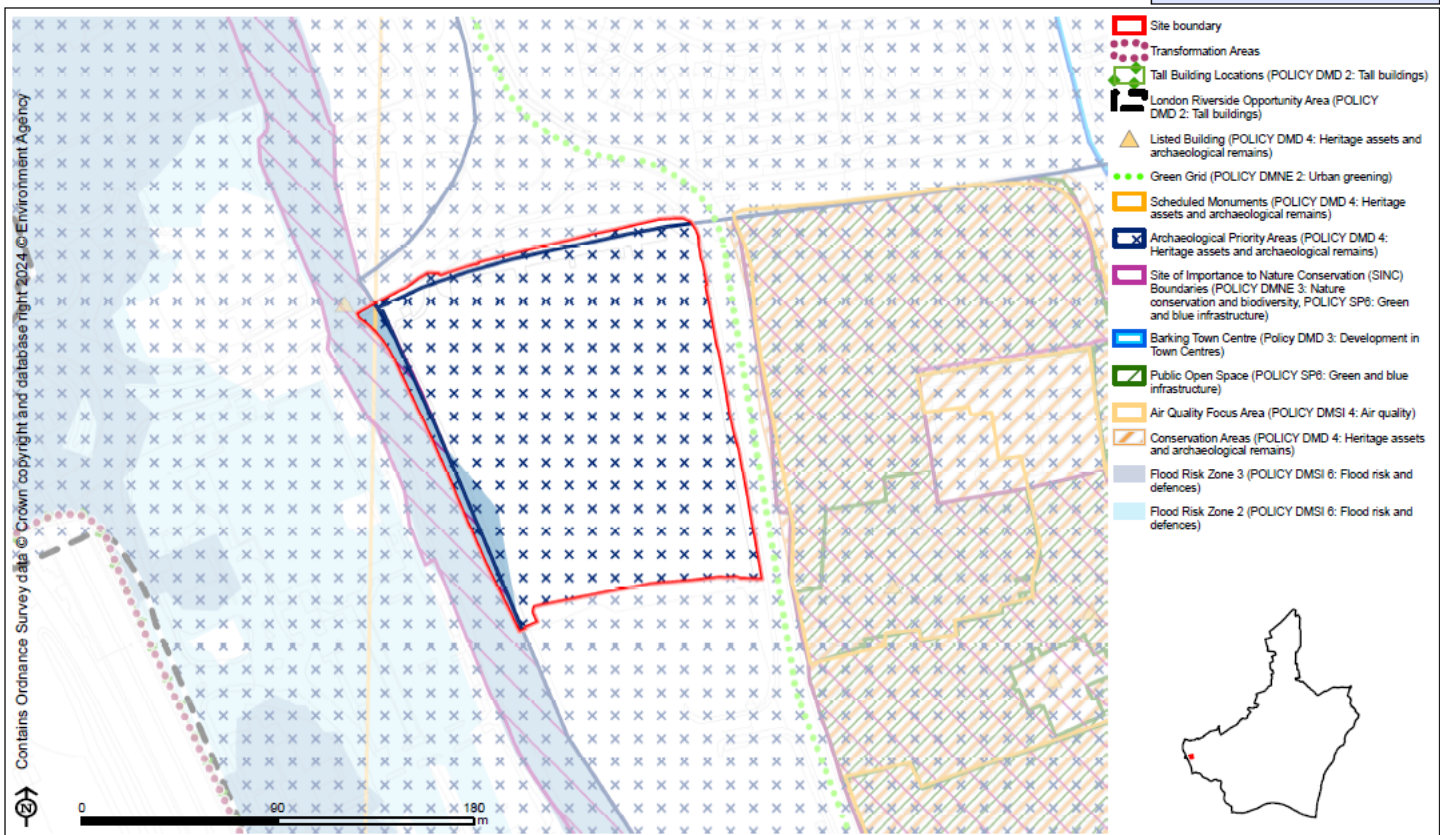 Contains Ordnance Survey data © Crown copyright and database right 2024 © Environment Agency
N
0
90
180
m
Site boundary
Transformation Areas
Tall Building Locations (POLICY DMD 2: Tall buildings)
London Riverside Opportunity Area (POLICY
DMD 2: Tall buildings)
Listed Building (POLICY DMD 4: Heritage assets and
archaeological remains)
Green Grid (POLICY DMNE 2: Urban greening)
Scheduled Monuments (POLICY DMD 4: Heritage
assets and archaeological remains)
Archaeological Priority Areas (POLICY DMD 4:
Heritage assets and archaeological remains)
Site of Importance to Nature Conservation (SINC)
Boundaries (POLICY DMNE 3: Nature
conservation and biodiversity, POLICY SP6: Green
and blue infrastructure)
Barking Town Centre (Policy DMD 3: Development in
Town Centres)
Public Open Space (POLICY SP6: Green and blue
infrastructure)
Air Quality Focus Area (POLICY DMSI 4: Air quality)
Conservation Areas (POLICY DMD 4: Heritage assets
and archaeological remains)
Flood Risk Zone 3 (POLICY DMSI 6: Flood risk and
defences)
Flood Risk Zone 2 (POLICY DMSI 6: Flood risk and
defences)